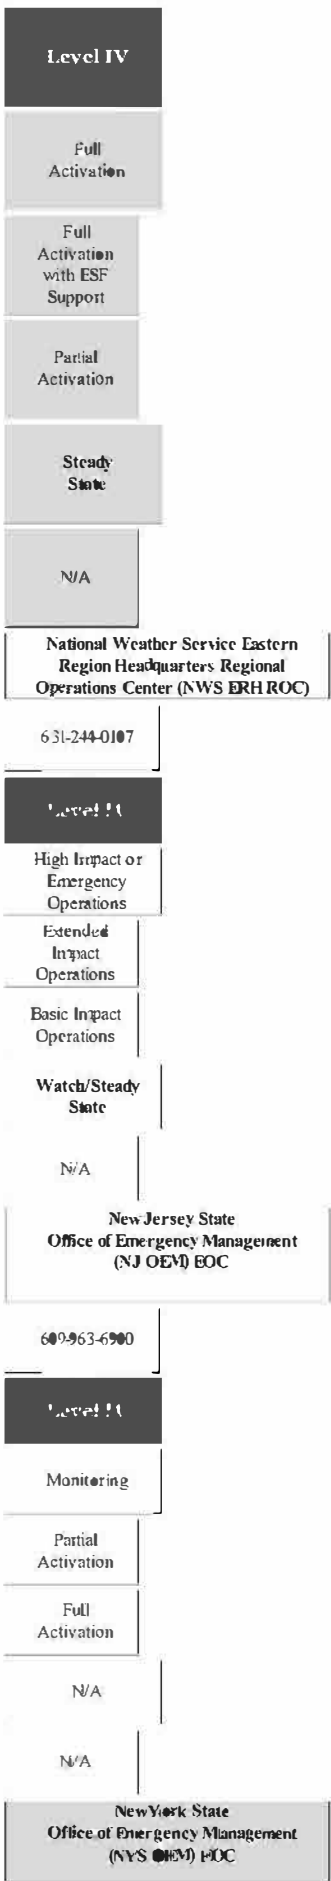 Level IV
Full
Activation
Full
Activation
with ESF
Support
Partial
Activation
Steady
State
N/A
National Weather Service Eastern
Region Headquarters Regional
Operations Center (NWS ERH ROC)
631-244-0107
Level
High Impact or
Emergency
Operations
Extended
Impact
Operations
Basic Impact
Operations
Watch/Steady
State
N/A
New Jersey State
Office of Emergency Management
(NJ OEM) EOC
609-963-6900
Level
Monitoring
Partial
Activation
Full
Activation
N/A
N/A
New York State
Office of Emergency Management
(NYS OEM) EOC